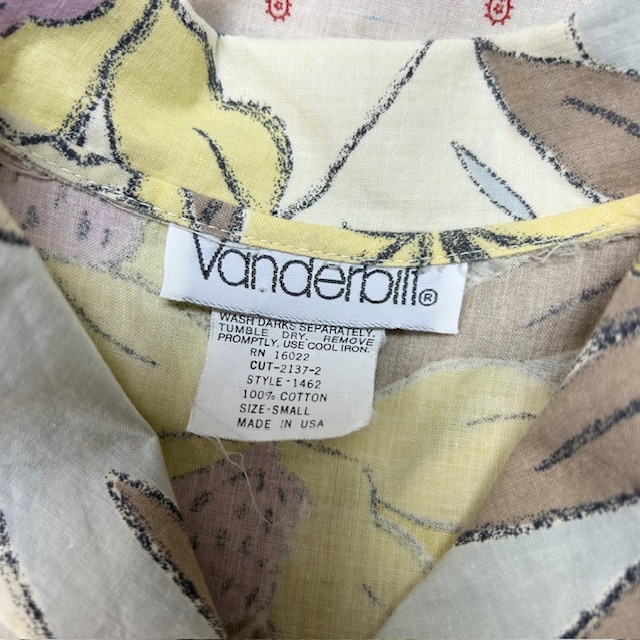 Vanderbilt®
WASH DARKS SEPARATELY.
TUMBLE DRY. REMOVE
PROMPTLY. USE COOL IRON.
RN 16022
CUT-2137-2
STYLE-1462
100% COTTON
SIZE-SMALL
MADE IN USA